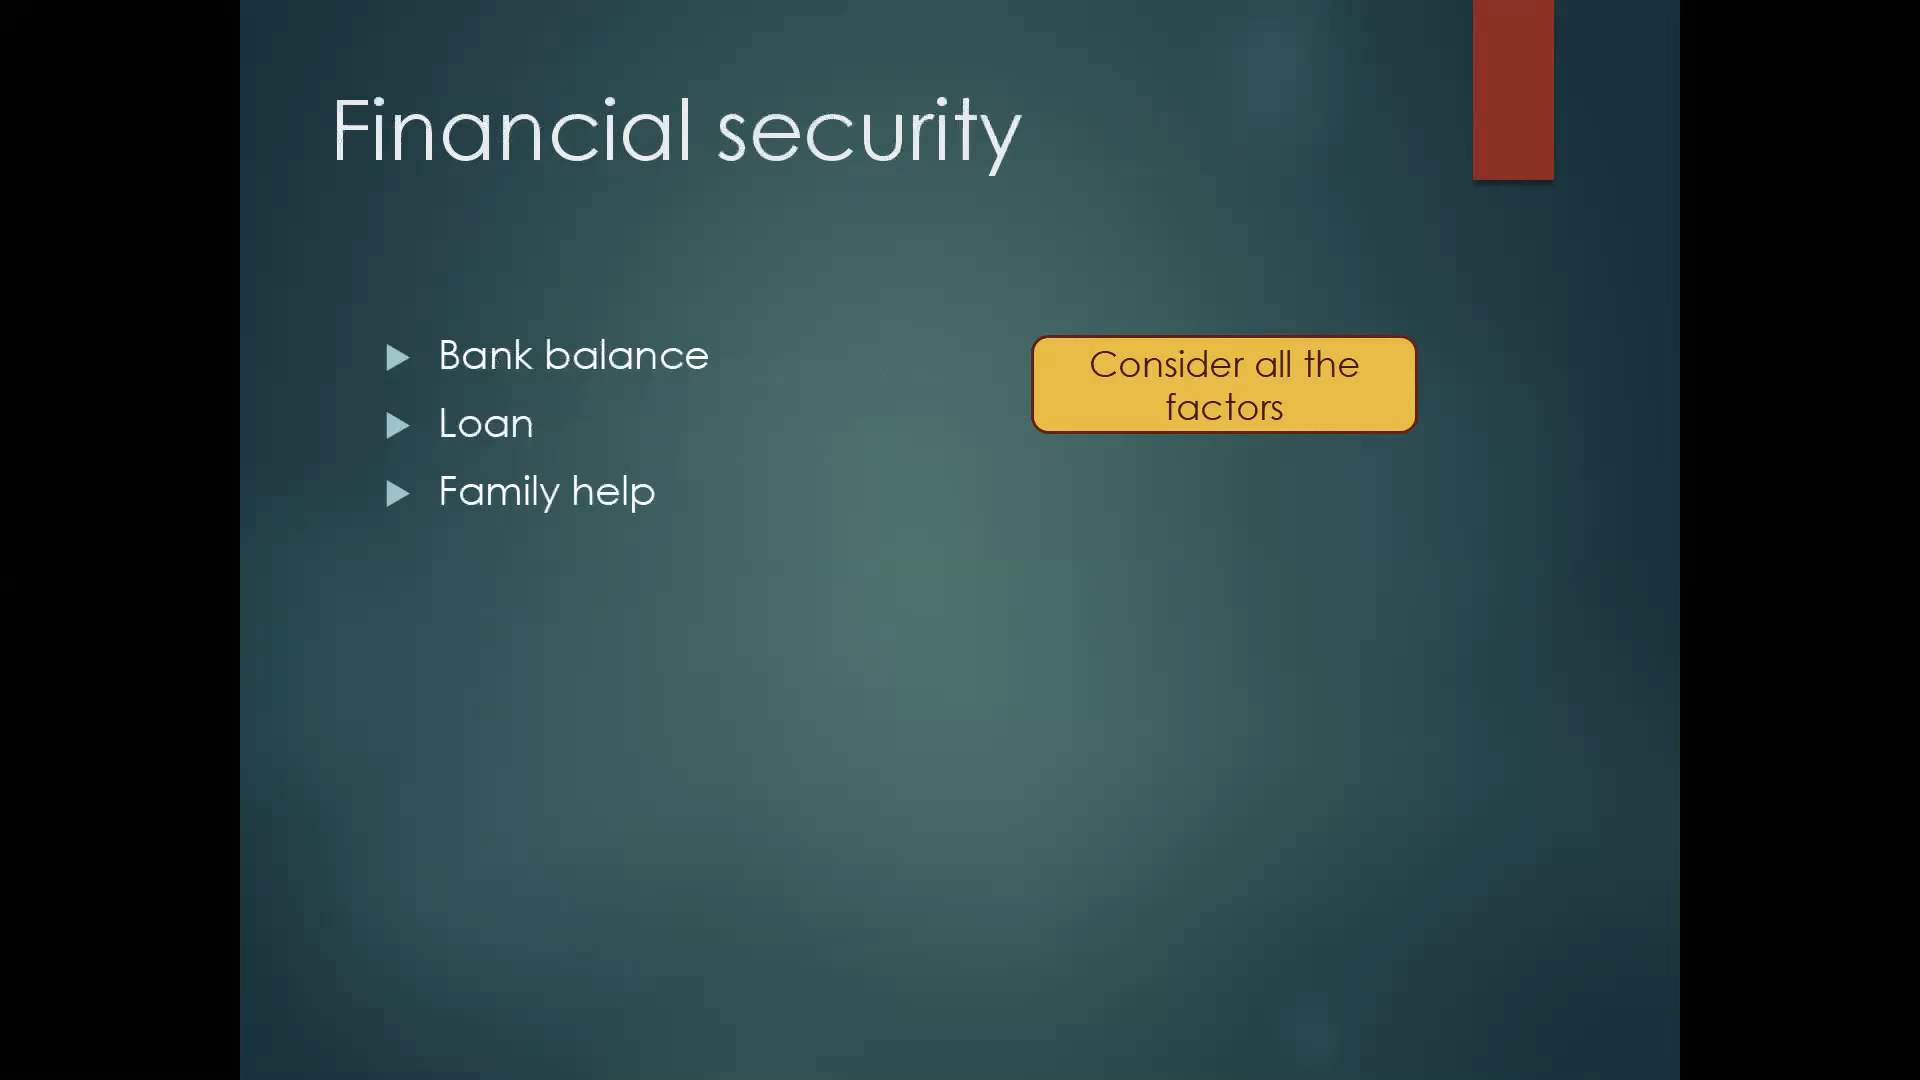 Financial security
Bank balance
Loan
Family help
Consider all the
factors